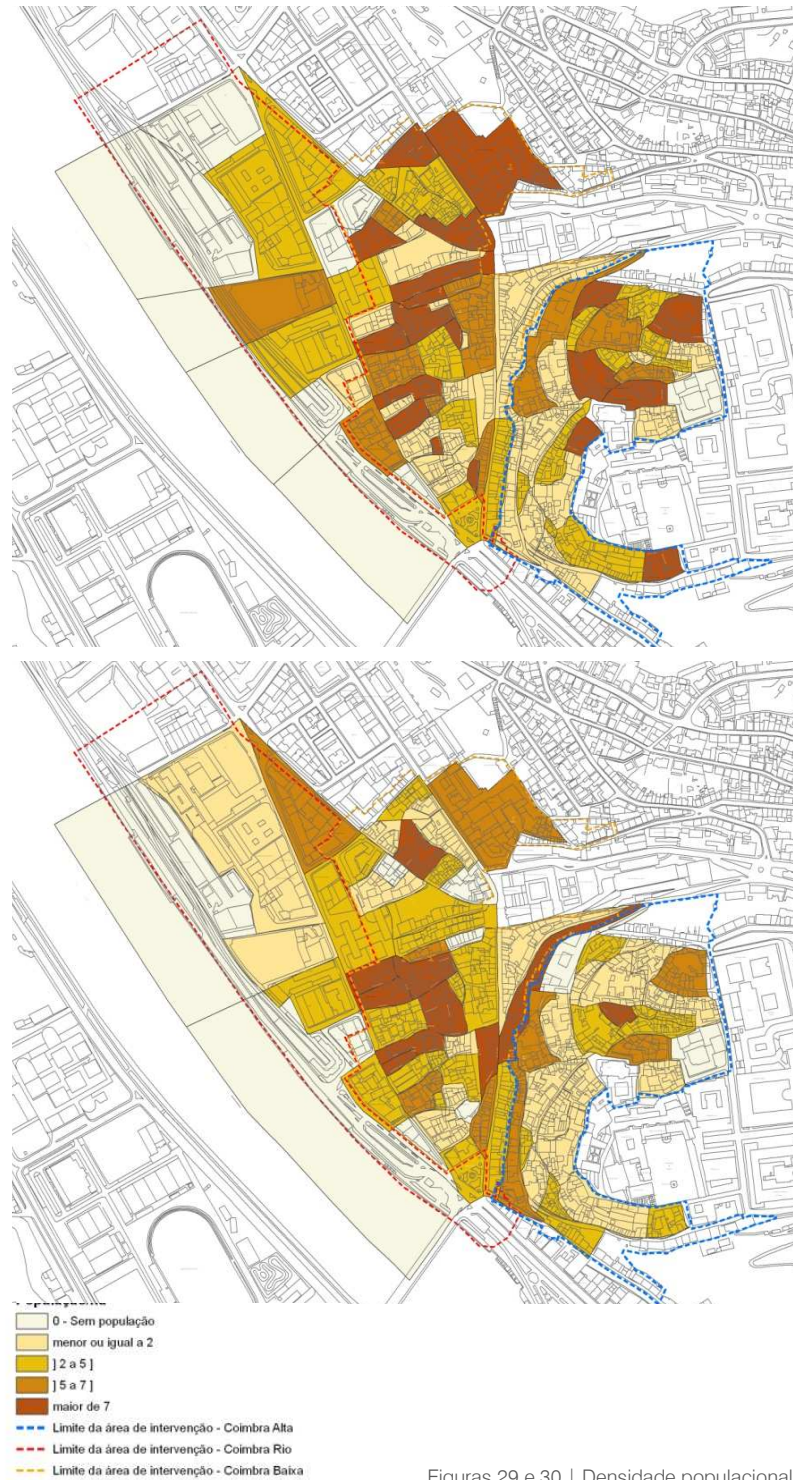 População/ha
0 - Sem população
menor ou igual a 2
] 2 a 5 ]
] 5 a 7 ]
maior de 7
Limite da área de intervenção - Coimbra Alta
Limite da área de intervenção - Coimbra Rio
Limite da área de intervenção - Coimbra Baixa
Figuras 29 e 30 | Densidade populacional